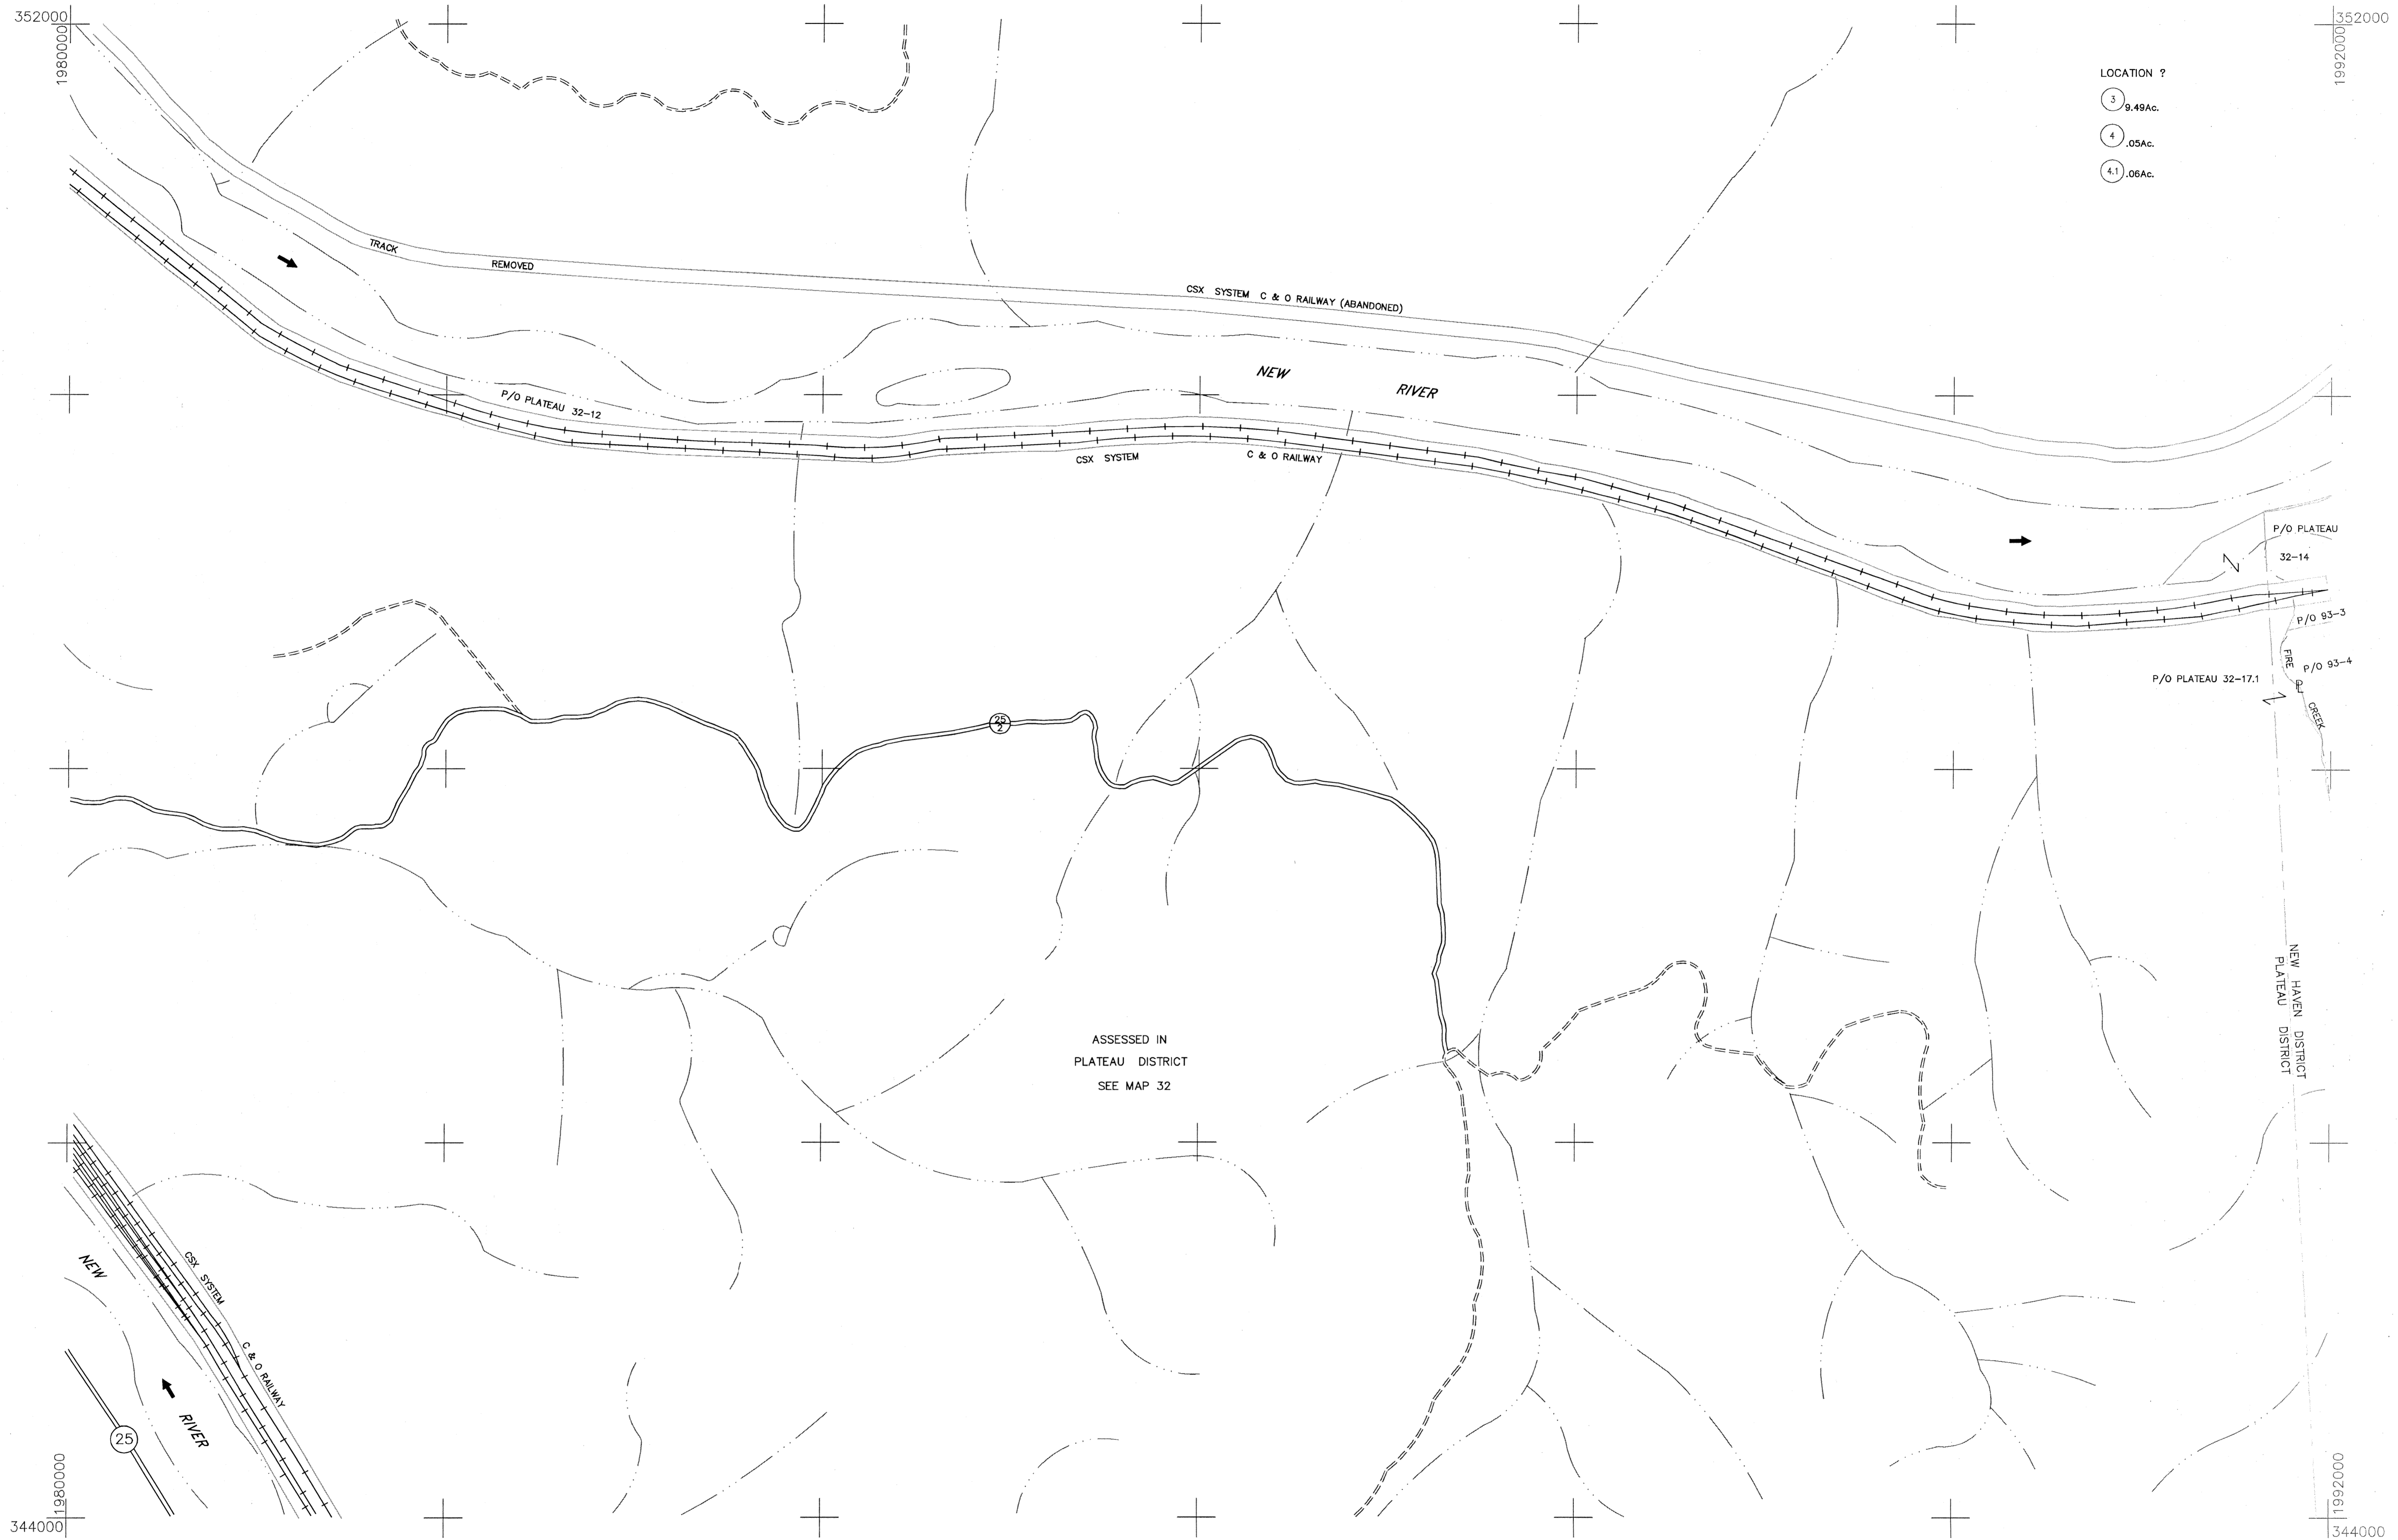 352000
1980000
352000
1992000
LOCATION ?
3 9.49Ac.
4 .05Ac.
4.1 .06Ac.
TRACK
REMOVED
CSX SYSTEM C & O RAILWAY (ABANDONED)
NEW RIVER
P/O PLATEAU 32-12
CSX SYSTEM C & O RAILWAY
P/O PLATEAU
32-14
P/O 93-3
P/O 93-4
FIRE CREEK
P/O PLATEAU 32-17.1
25
2
NEW HAVEN DISTRICT
PLATEAU DISTRICT
ASSESSED IN
PLATEAU DISTRICT
SEE MAP 32
CSX SYSTEM C & O RAILWAY
NEW RIVER
25
1980000
344000
1992000
344000